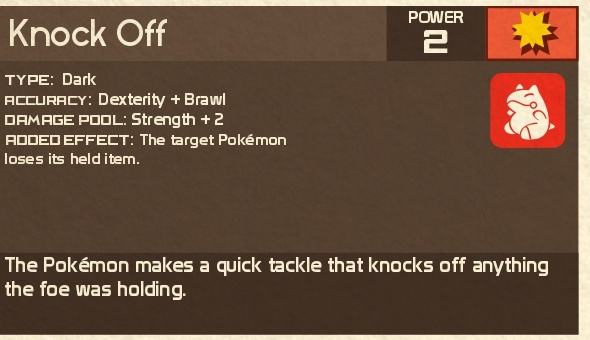 Knock Off
POWER
2
TYPE: Dark
ACCURACY: Dexterity + Brawl
DAMAGE POOL: Strength + 2
ADDED EFFECT: The target Pokémon
loses its held item.
The Pokémon makes a quick tackle that knocks off anything
the foe was holding.